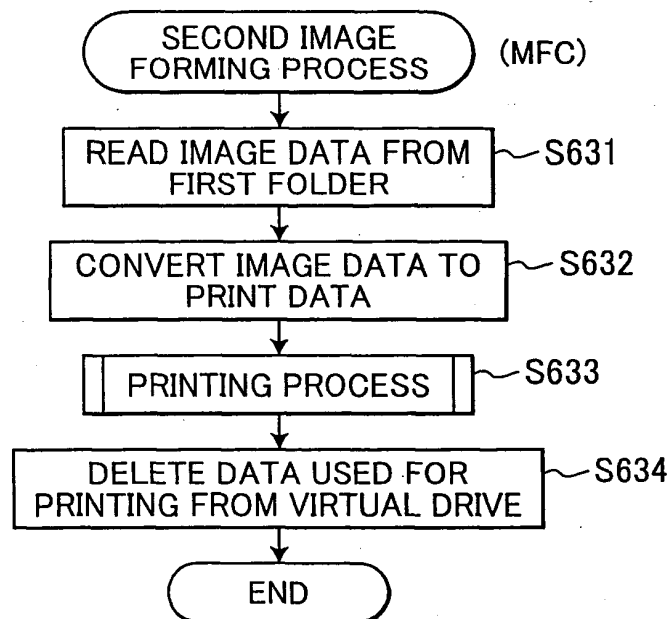 SECOND IMAGE
FORMING PROCESS
(MFC)
READ IMAGE DATA FROM
FIRST FOLDER
S631
CONVERT IMAGE DATA TO
PRINT DATA
S632
PRINTING PROCESS
S633
DELETE DATA USED FOR
PRINTING FROM VIRTUAL DRIVE
S634
END